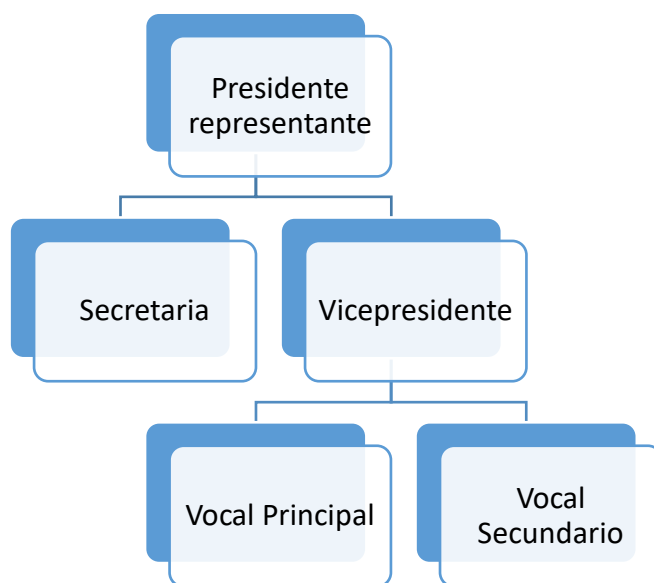 Presidente
representante
Secretaria
Vicepresidente
Vocal Principal
Vocal
Secundario